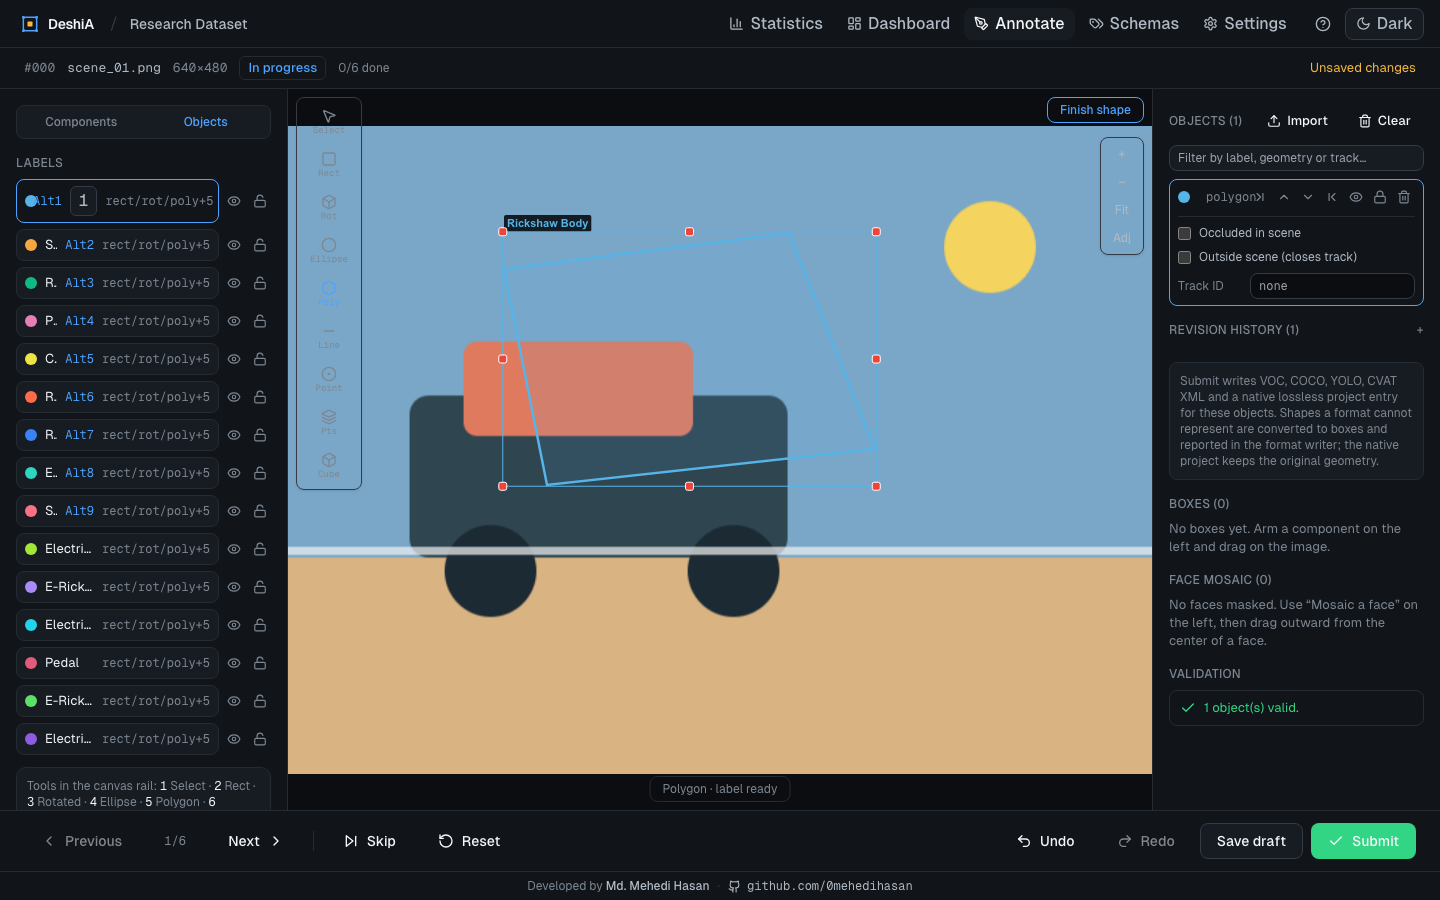 DeshiA / Research Dataset
Statistics
Dashboard
Annotate
Schemas
Settings
Dark
#000 scene_01.png 640×480 In progress 0/6 done
Unsaved changes
Components
Objects
LABELS
Alt1 1 rect/rot/poly+5
S.. Alt2 rect/rot/poly+5
R. Alt3 rect/rot/poly+5
P.. Alt4 rect/rot/poly+5
C. Alt5 rect/rot/poly+5
R. Alt6 rect/rot/poly+5
R. Alt7 rect/rot/poly+5
E.. Alt8 rect/rot/poly+5
S.. Alt9 rect/rot/poly+5
Electri... rect/rot/poly+5
E-Rick... rect/rot/poly+5
Electri... rect/rot/poly+5
Pedal rect/rot/poly+5
E-Rick... rect/rot/poly+5
Electri... rect/rot/poly+5
Tools in the canvas rail: 1 Select · 2 Rect ·
3 Rotated · 4 Ellipse · 5 Polygon · 6
Select
Rect
Rot
Ellipse
Line
Point
Pts
Cube
Finish shape
+
−
Fit
Adj
Rickshaw Body
Polygon · label ready
OBJECTS (1)
Import
Clear
Filter by label, geometry or track...
polygon
Occluded in scene
Outside scene (closes track)
Track ID none
REVISION HISTORY (1) +
Submit writes VOC, COCO, YOLO, CVAT
XML and a native lossless project entry
for these objects. Shapes a format cannot
represent are converted to boxes and
reported in the format writer; the native
project keeps the original geometry.
BOXES (0)
No boxes yet. Arm a component on the
left and drag on the image.
FACE MOSAIC (0)
No faces masked. Use “Mosaic a face” on
the left, then drag outward from the
center of a face.
VALIDATION
1 object(s) valid.
Previous
1/6
Next
Skip
Reset
Undo
Redo
Save draft
Submit
Developed by Md. Mehedi Hasan · github.com/0mehedihasan